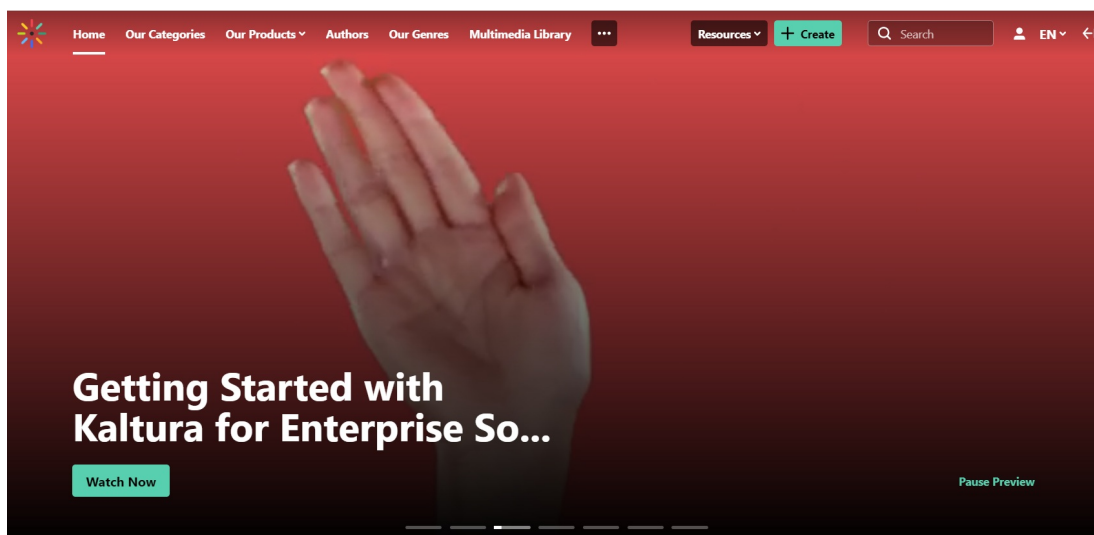 Home Our Categories Our Products Authors Our Genres Multimedia Library ... Resources + Create Search EN
Getting Started with
Kaltura for Enterprise So...
Watch Now Pause Preview